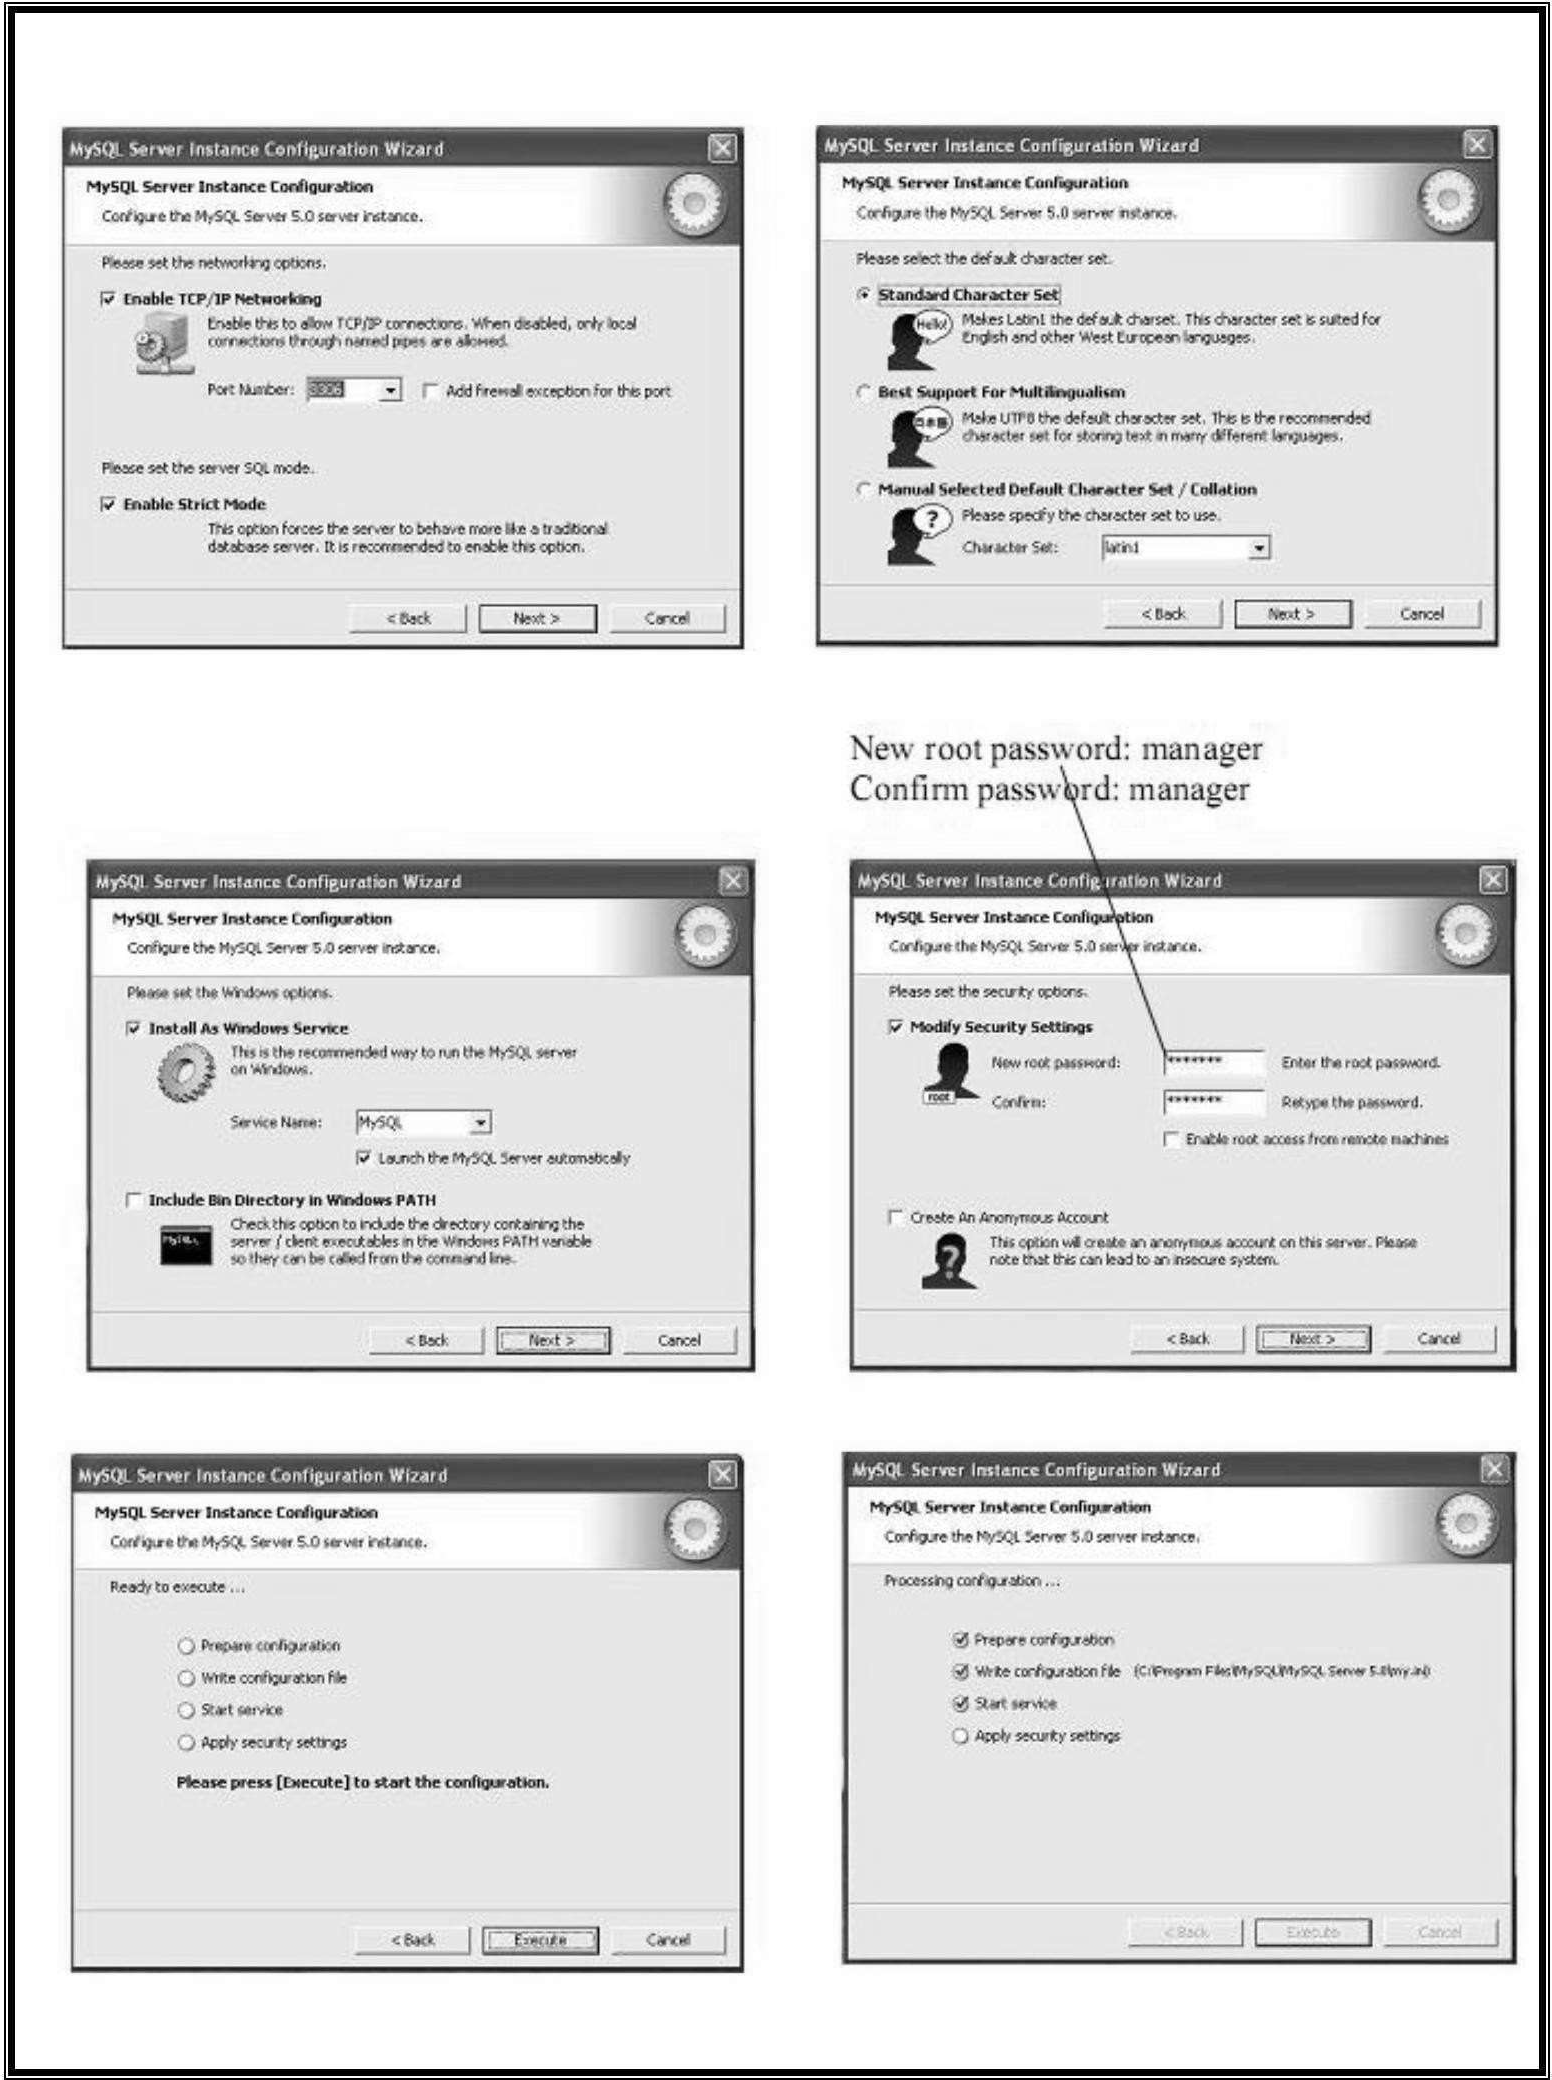 MySQL Server Instance Configuration Wizard
MySQL Server Instance Configuration
Configure the MySQL Server 5.0 server instance.
Please set the networking options.
Enable TCP/IP Networking
Enable this to allow TCP/IP connections. When disabled, only local
connections through named pipes are allowed.
Port Number: 3306 Add firewall exception for this port
Please set the server SQL mode.
Enable Strict Mode
This option forces the server to behave more like a traditional
database server. It is recommended to enable this option.
< Back Next > Cancel
MySQL Server Instance Configuration Wizard
MySQL Server Instance Configuration
Configure the MySQL Server 5.0 server instance.
Please select the default character set.
Standard Character Set
Hello!
Makes Latin1 the default charset. This character set is suited for
English and other West European languages.
Best Support For Multilingualism
日本語
Make UTF8 the default character set. This is the recommended
character set for storing text in many different languages.
Manual Selected Default Character Set / Collation
?
Please specify the character set to use.
Character Set: latin1
< Back Next > Cancel
New root password: manager
Confirm password: manager
MySQL Server Instance Configuration Wizard
MySQL Server Instance Configuration
Configure the MySQL Server 5.0 server instance.
Please set the Windows options.
Install As Windows Service
This is the recommended way to run the MySQL server
on Windows.
Service Name: MySQL
Launch the MySQL Server automatically
Include Bin Directory in Windows PATH
Check this option to include the directory containing the
server / client executables in the Windows PATH variable
so they can be called from the command line.
< Back Next > Cancel
MySQL Server Instance Configuration Wizard
MySQL Server Instance Configuration
Configure the MySQL Server 5.0 server instance.
Please set the security options.
Modify Security Settings
New root password: ******* Enter the root password.
root
Confirm: ******* Retype the password.
Enable root access from remote machines
Create An Anonymous Account
?
This option will create an anonymous account on this server. Please
note that this can lead to an insecure system.
< Back Next > Cancel
MySQL Server Instance Configuration Wizard
MySQL Server Instance Configuration
Configure the MySQL Server 5.0 server instance.
Ready to execute ...
Prepare configuration
Write configuration file
Start service
Apply security settings
Please press [Execute] to start the configuration.
< Back Execute Cancel
MySQL Server Instance Configuration Wizard
MySQL Server Instance Configuration
Configure the MySQL Server 5.0 server instance.
Processing configuration ...
Prepare configuration
Write configuration file (C:\Program Files\MySQL\MySQL Server 5.0\my.ini)
Start service
Apply security settings
< Back Execute Cancel